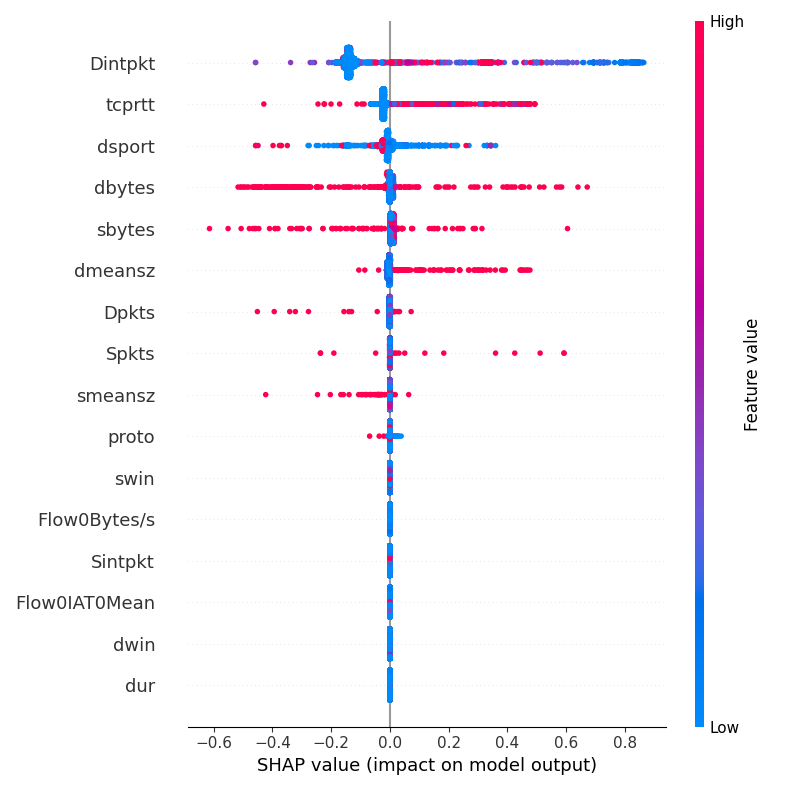 High
Dintpkt
tcprtt
dsport
dbytes
sbytes
dmeansz
Dpkts
Spkts
smeansz
proto
swin
Flow0Bytes/s
Sintpkt
Flow0IAT0Mean
dwin
dur
Feature value
Low
−0.6 −0.4 −0.2 0.0 0.2 0.4 0.6 0.8
SHAP value (impact on model output)